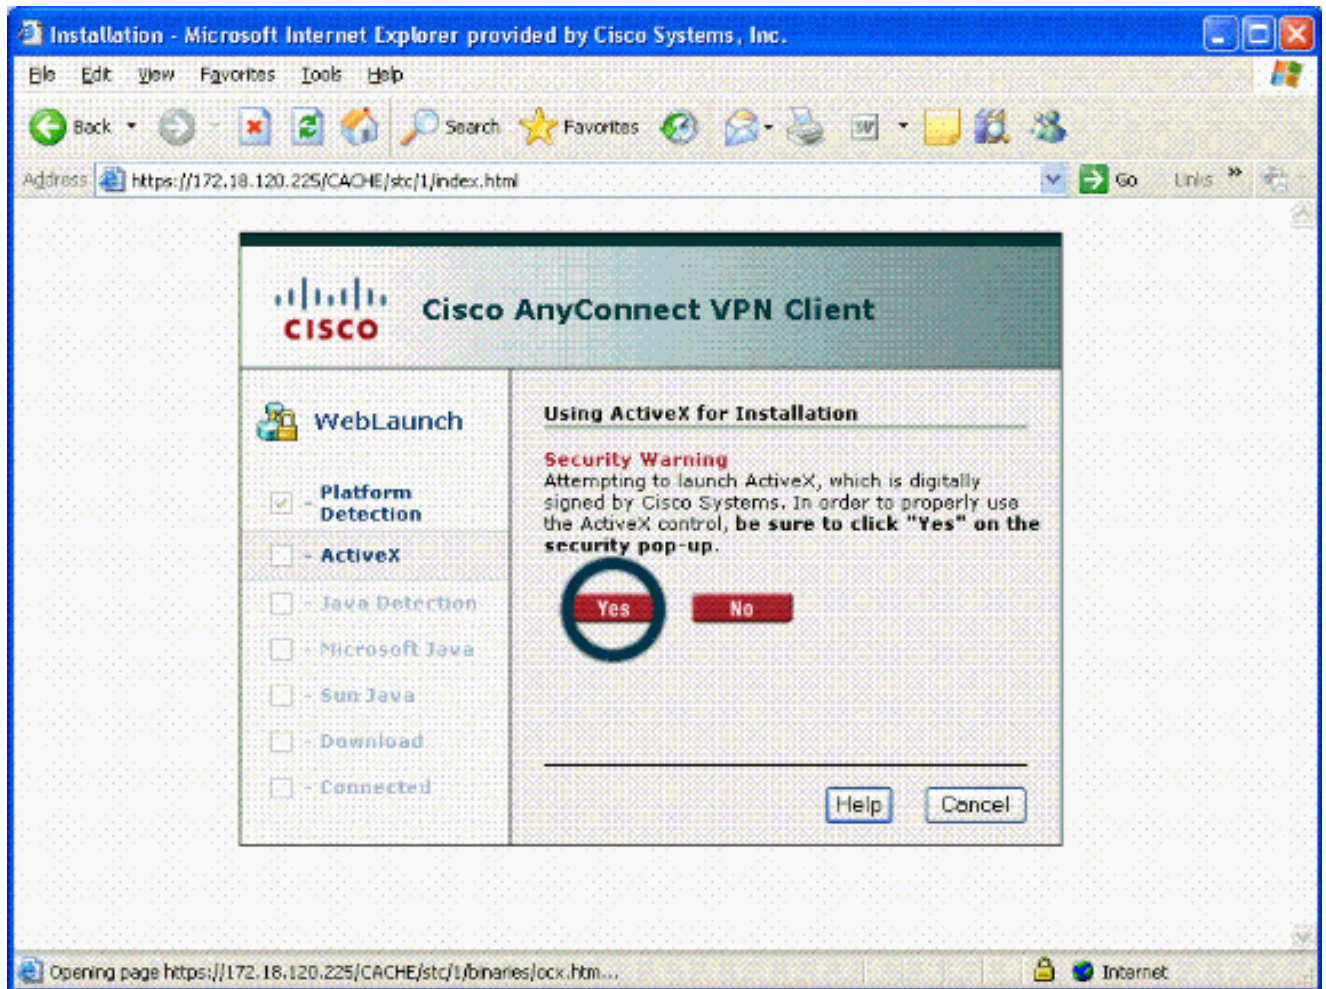 Installation - Microsoft Internet Explorer provided by Cisco Systems, Inc.
File Edit View Favorites Tools Help
Back Search Favorites W
Address https://172.18.120.225/CACHE/stc/1/index.html Go Links »
CISCO
Cisco AnyConnect VPN Client
WebLaunch
- Platform
Detection
- ActiveX
- Java Detection
- Microsoft Java
- Sun Java
- Download
- Connected
Using ActiveX for Installation
Security Warning
Attempting to launch ActiveX, which is digitally
signed by Cisco Systems. In order to properly use
the ActiveX control, be sure to click "Yes" on the
security pop-up.
Yes No
Help Cancel
Opening page https://172.18.120.225/CACHE/stc/1/binaries/ocx.htm... Internet